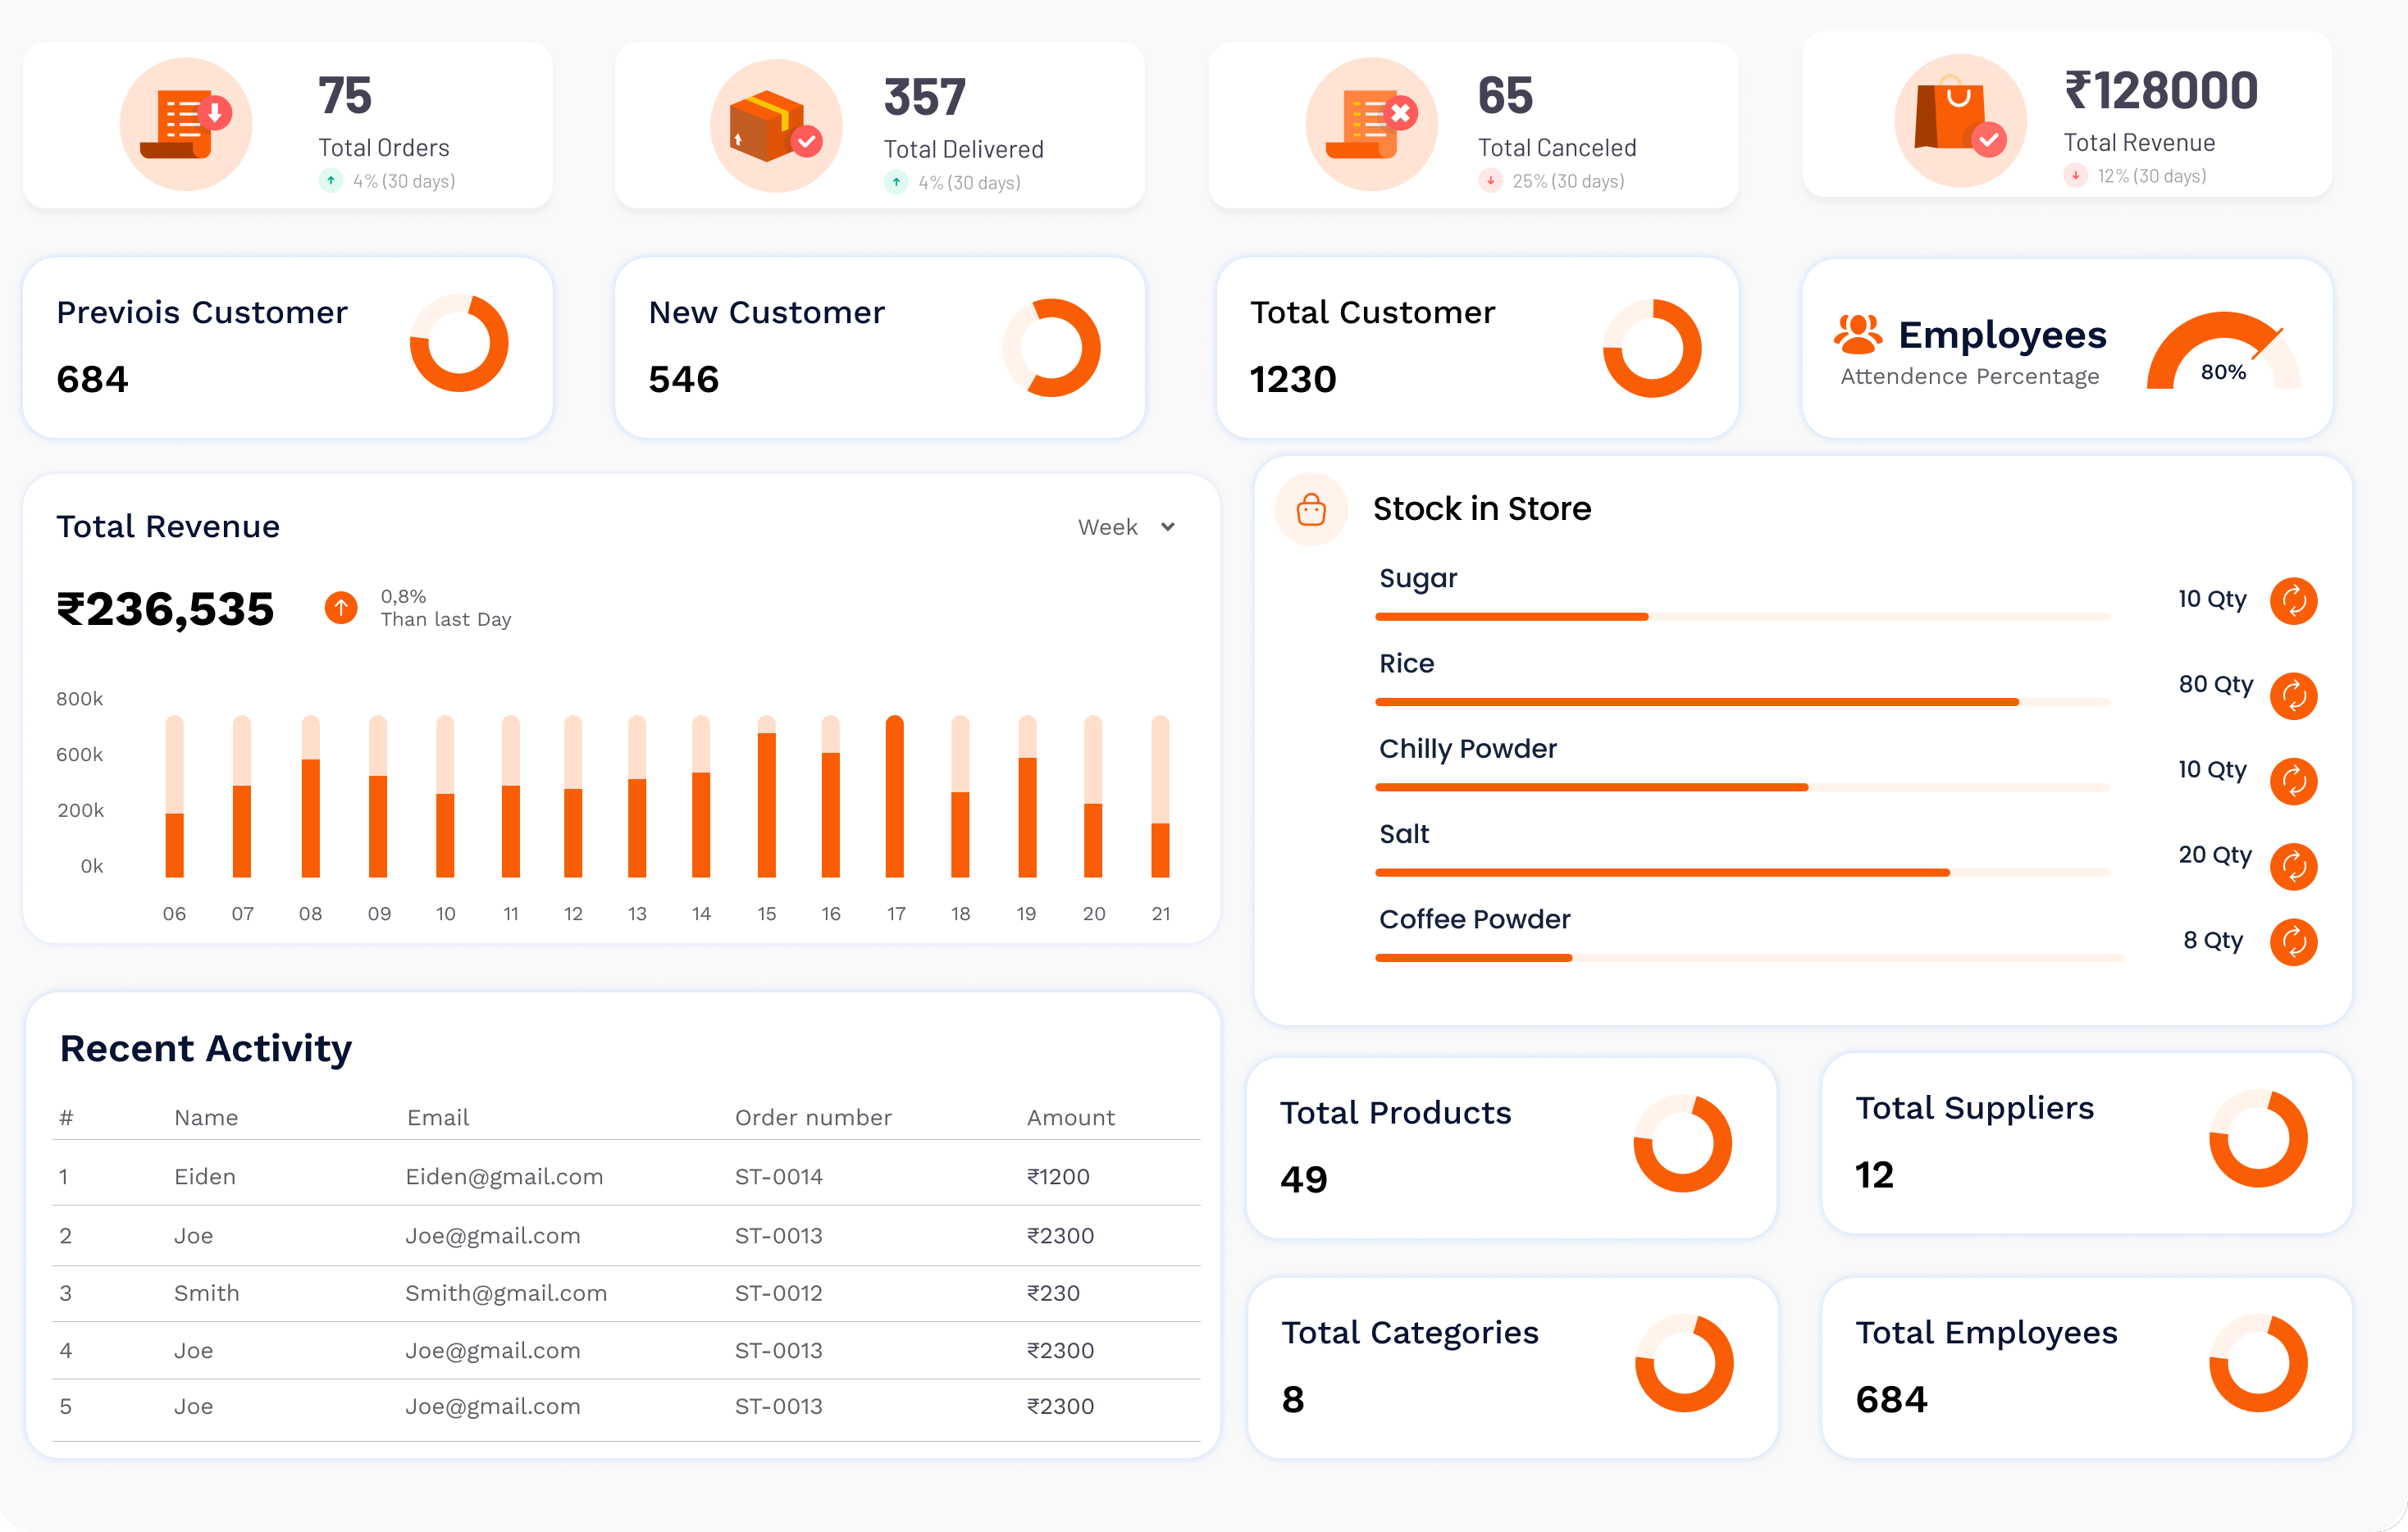 75
Total Orders
4% (30 days)
357
Total Delivered
4% (30 days)
65
Total Canceled
25% (30 days)
₹128000
Total Revenue
12% (30 days)
Previois Customer
684
New Customer
546
Total Customer
1230
Employees
Attendence Percentage
80%
Total Revenue
Week
₹236,535
0,8%
Than last Day
800k
600k
200k
0k
06 07 08 09 10 11 12 13 14 15 16 17 18 19 20 21
Stock in Store
Sugar
10 Qty
Rice
80 Qty
Chilly Powder
10 Qty
Salt
20 Qty
Coffee Powder
8 Qty
Recent Activity
# Name Email Order number Amount
1 Eiden Eiden@gmail.com ST-0014 ₹1200
2 Joe Joe@gmail.com ST-0013 ₹2300
3 Smith Smith@gmail.com ST-0012 ₹230
4 Joe Joe@gmail.com ST-0013 ₹2300
5 Joe Joe@gmail.com ST-0013 ₹2300
Total Products
49
Total Suppliers
12
Total Categories
8
Total Employees
684